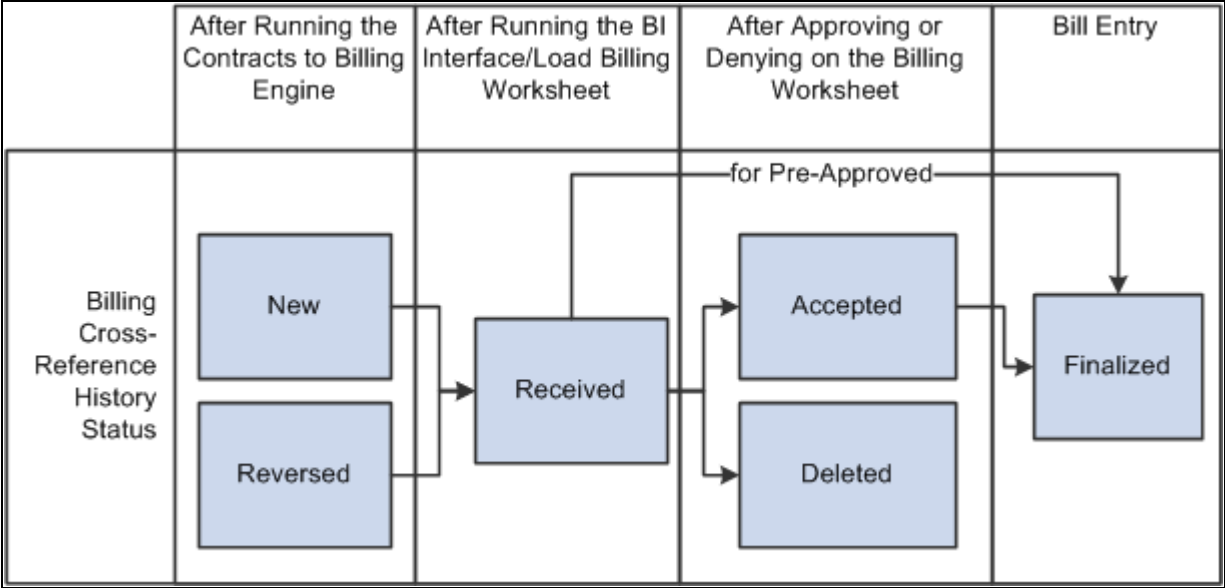 After Running the
Contracts to Billing
Engine
After Running the BI
Interface/Load Billing
Worksheet
After Approving or
Denying on the Billing
Worksheet
Bill Entry
Billing
Cross-
Reference
History
Status
for Pre-Approved
New
Reversed
Received
Accepted
Deleted
Finalized